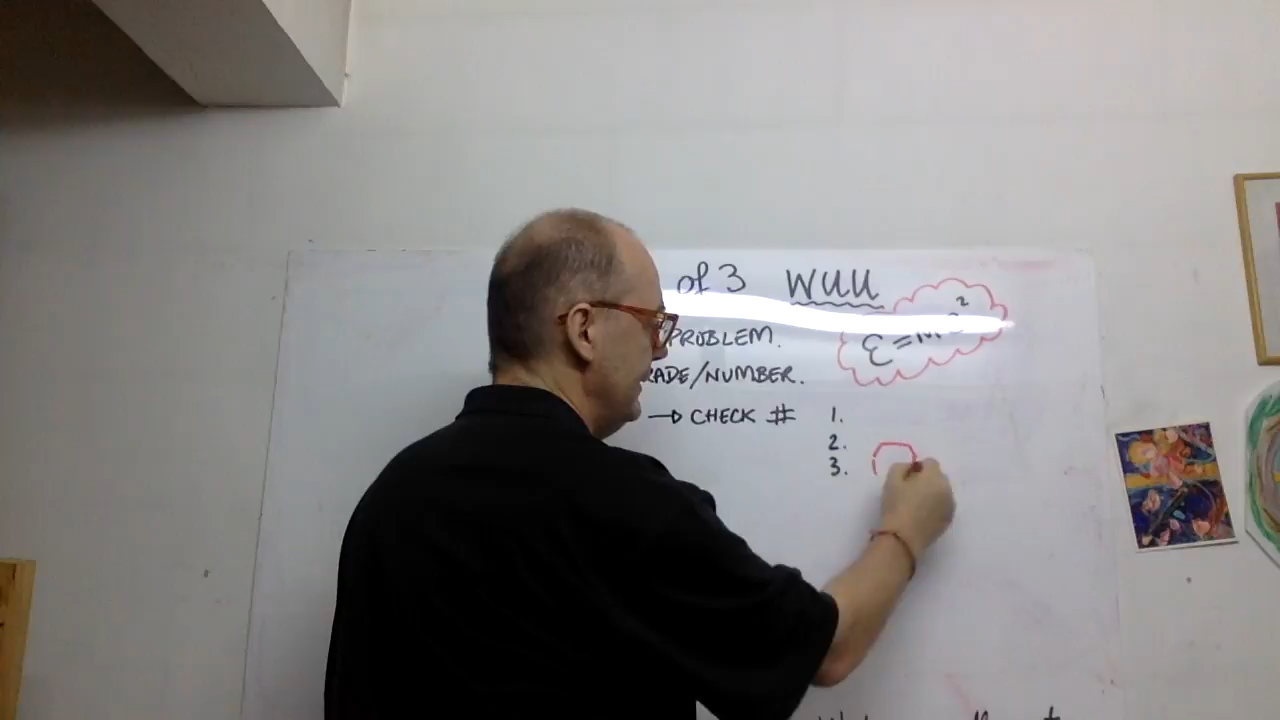 of 3 WUU
PROBLEM.
RADE/NUMBER.
→ CHECK # 1.
2.
3.
E=MC²